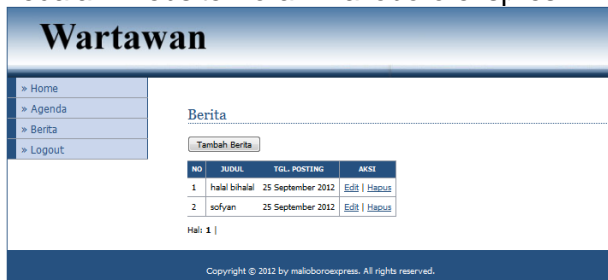 Wartawan
» Home
» Agenda
» Berita
» Logout
Berita
Tambah Berita
NO JUDUL TGL. POSTING AKSI
1 halal bihalal 25 September 2012 Edit | Hapus
2 sofyan 25 September 2012 Edit | Hapus
Hal: 1 |
Copyright © 2012 by malioboroexpress. All rights reserved.